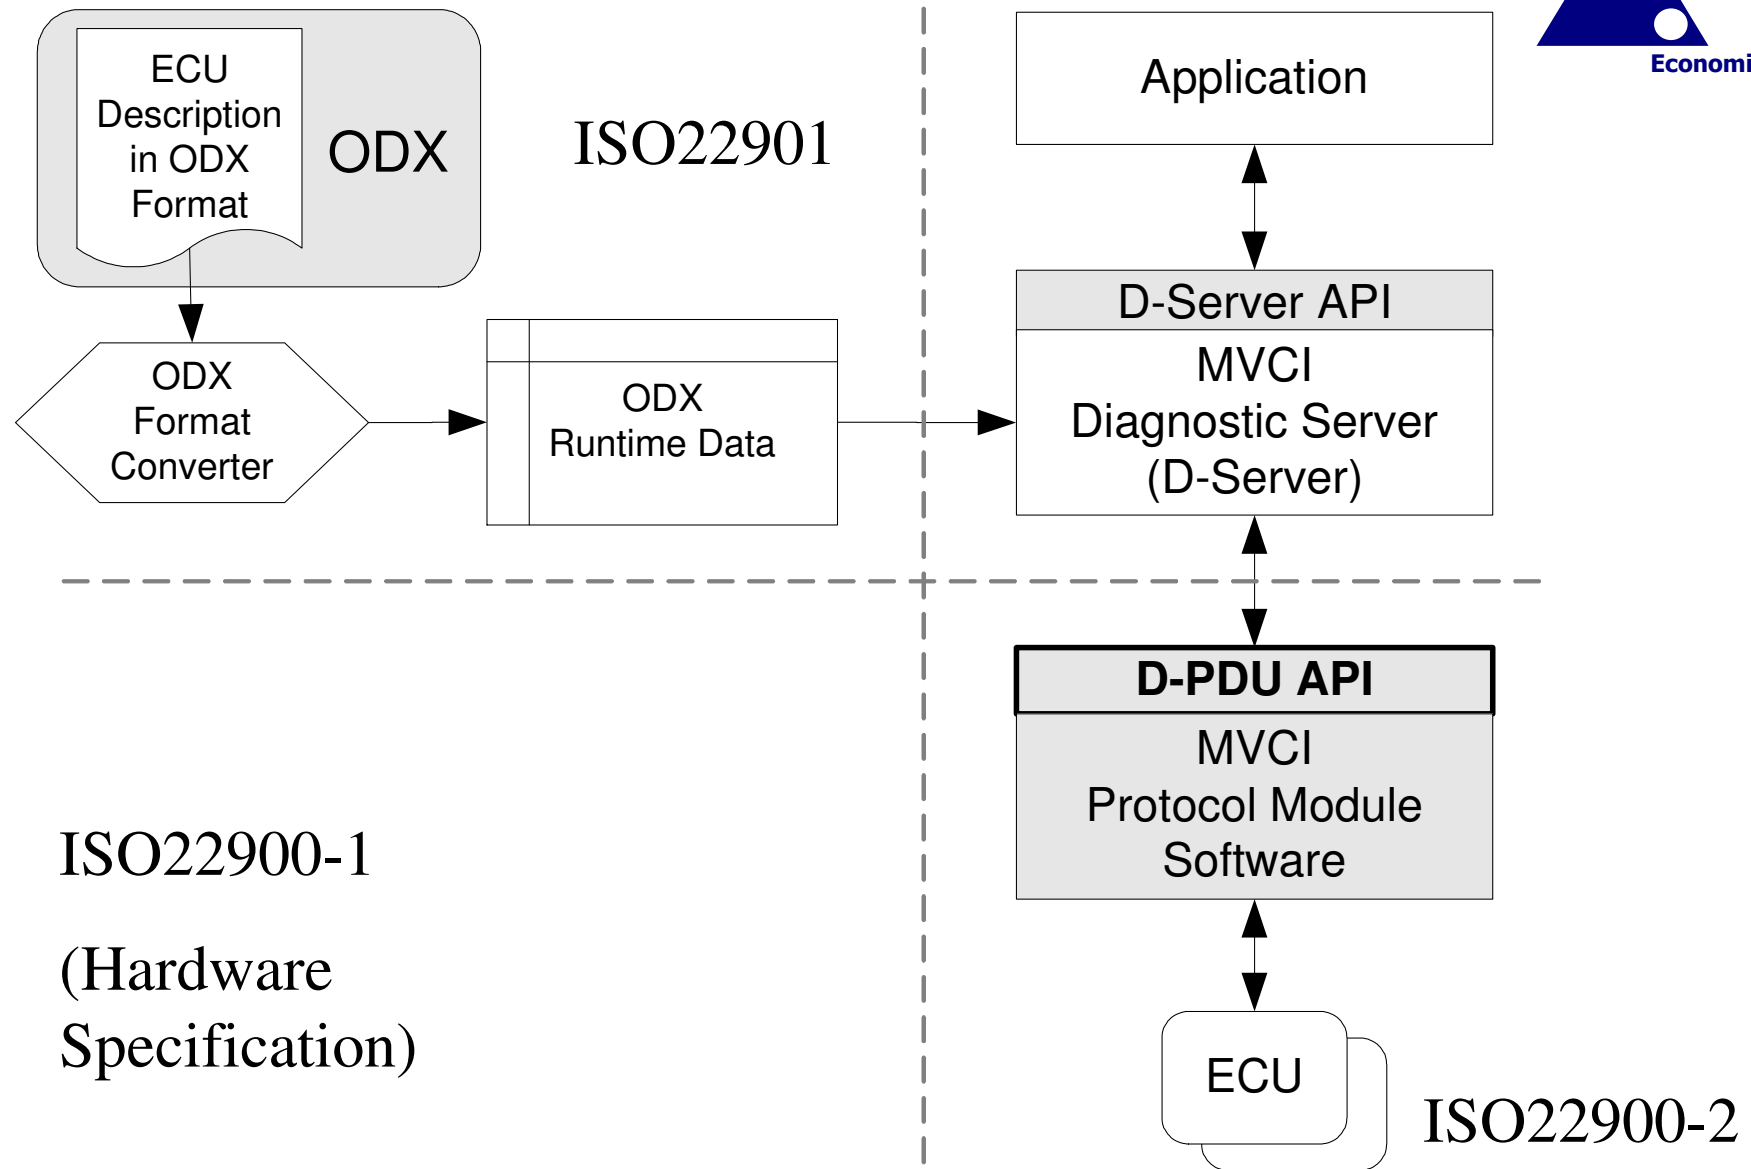 ECU
Description
in ODX
Format
ODX
ISO22901
ODX
Format
Converter
ODX
Runtime Data
Application
D-Server API
MVCI
Diagnostic Server
(D-Server)
D-PDU API
MVCI
Protocol Module
Software
ECU
ISO22900-1
(Hardware
Specification)
ISO22900-2
Economi